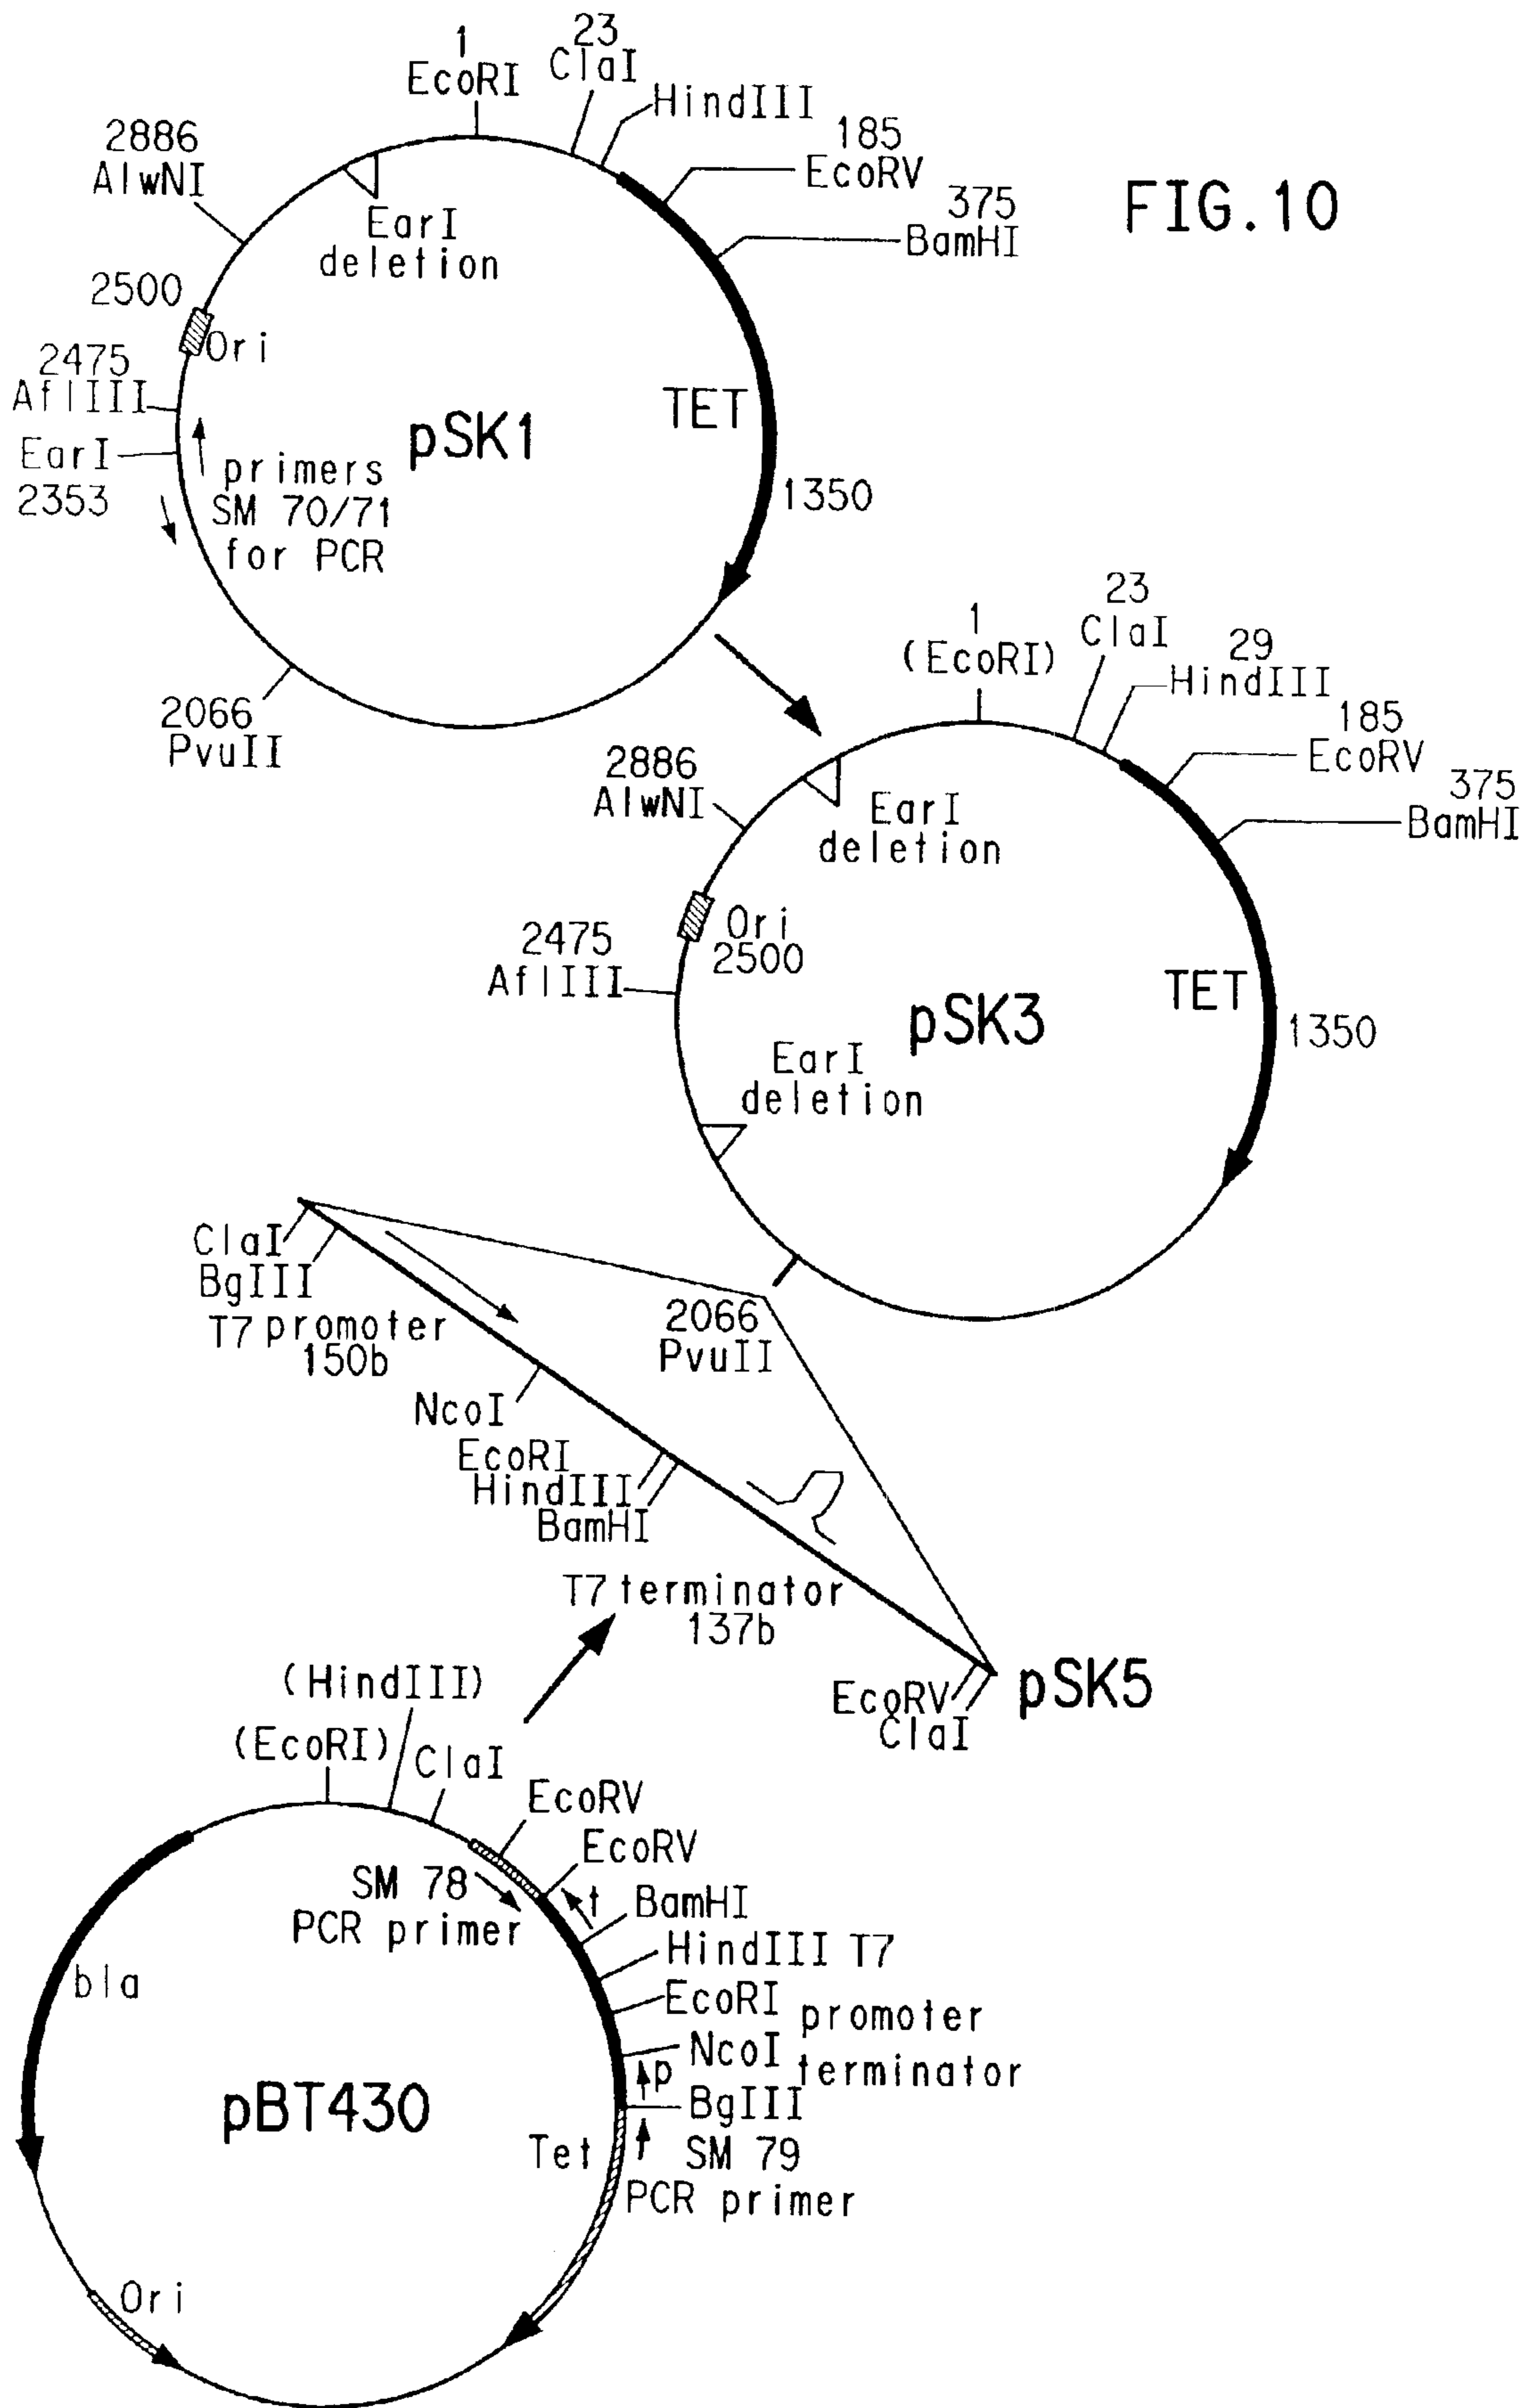 FIG.10
1
EcoRI
23
ClaI
HindIII
185
EcoRV
375
BamHI
2886
AlwNI
EarI
deletion
2500
Ori
2475
AflIII
EarI
2353
primers
SM 70/71
for PCR
pSK1
TET
1350
2066
PvuII
1
(EcoRI)
23
ClaI
29
HindIII
185
EcoRV
375
BamHI
2886
AlwNI
EarI
deletion
Ori
2500
2475
AflIII
pSK3
TET
1350
EarI
deletion
2066
PvuII
ClaI
BglII
T7 promoter
150b
NcoI
EcoRI
HindIII
BamHI
T7 terminator
137b
EcoRV
ClaI
pSK5
(HindIII)
(EcoRI)
ClaI
EcoRV
EcoRV
SM 78
PCR primer
t
BamHI
HindIII T7
EcoRI promoter
NcoI terminator
p
BglII
SM 79
PCR primer
Tet
bla
pBT430
Ori